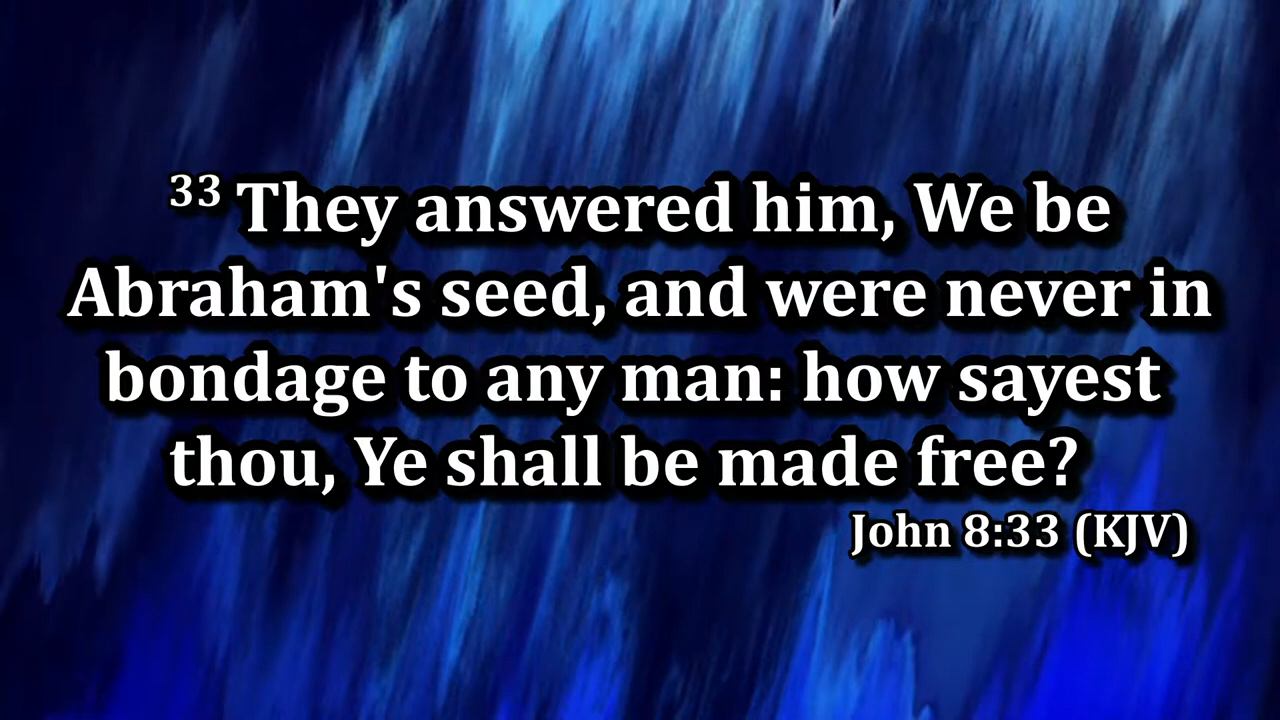 33 They answered him, We be
Abraham's seed, and were never in
bondage to any man: how sayest
thou, Ye shall be made free?
John 8:33 (KJV)